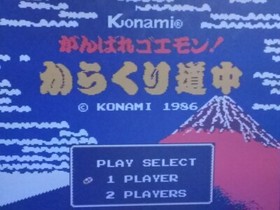 Konami®
がんばれゴエモン!
からくり道中
© KONAMI 1986
PLAY SELECT
1 PLAYER
2 PLAYERS